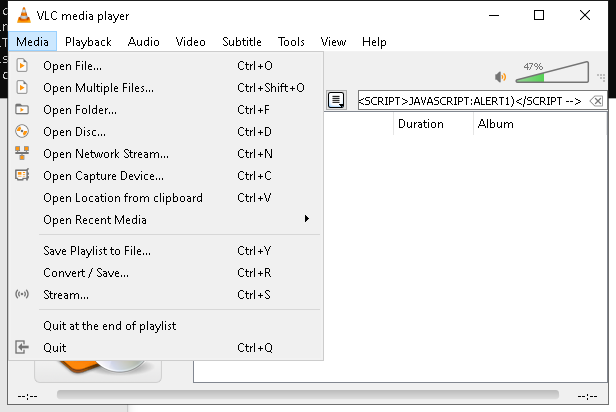 VLC media player
Media Playback Audio Video Subtitle Tools View Help
Open File... Ctrl+O
Open Multiple Files... Ctrl+Shift+O
Open Folder... Ctrl+F
Open Disc... Ctrl+D
Open Network Stream... Ctrl+N
Open Capture Device... Ctrl+C
Open Location from clipboard Ctrl+V
Open Recent Media
Save Playlist to File... Ctrl+Y
Convert / Save... Ctrl+R
Stream... Ctrl+S
Quit at the end of playlist
Quit Ctrl+Q
47%
<SCRIPT>JAVASCRIPT:ALERT1)</SCRIPT -->
Duration Album
--:-- --:--